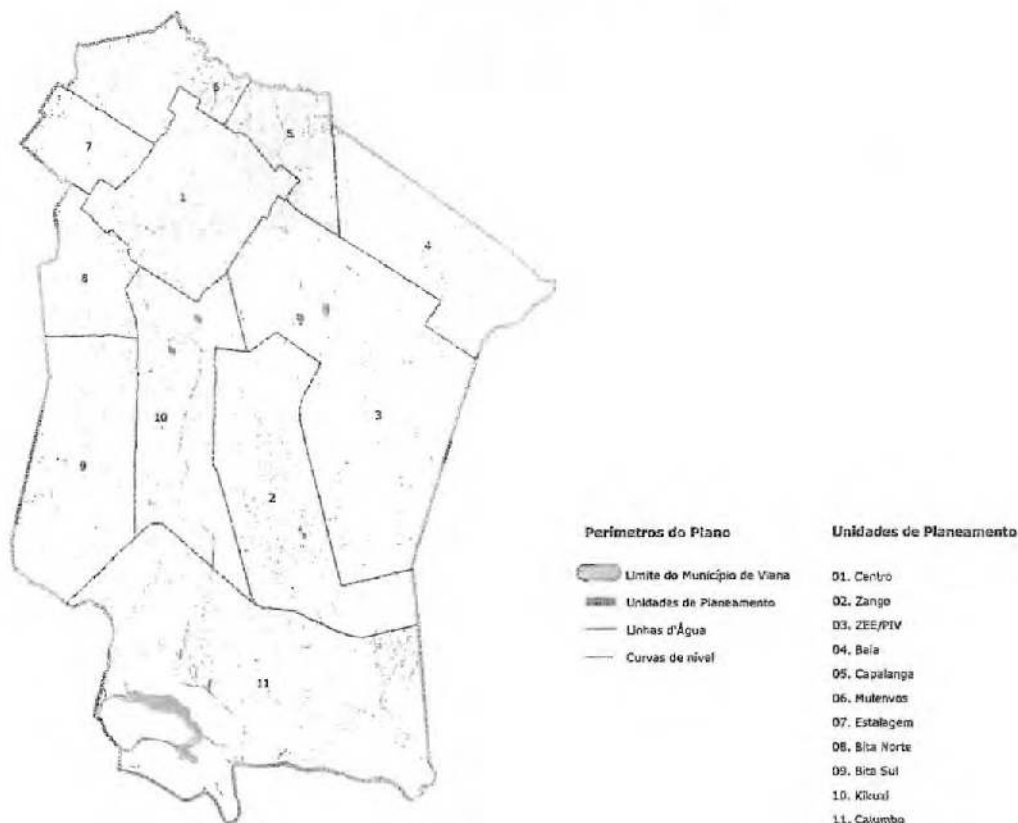 6
5
7
1
4
8
3
10
9
2
11
Perímetros do Plano
Limite do Município de Viana
Unidades de Planeamento
Linhas d'Água
Curvas de nível
Unidades de Planeamento
01. Centro
02. Zango
03. ZEE/PIV
04. Baia
05. Capalanga
06. Mulenvos
07. Estalagem
08. Bita Norte
09. Bita Sul
10. Kikuxi
11. Calumbo